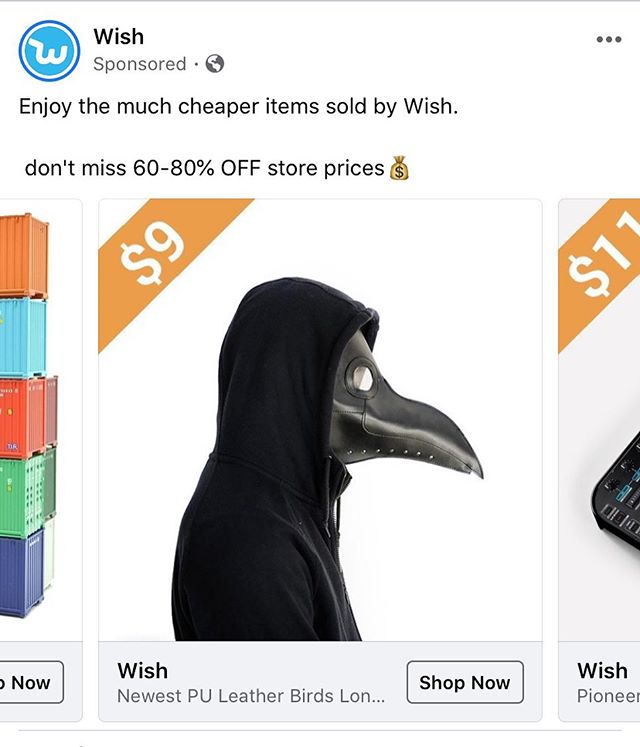 Wish
Sponsored ·
Enjoy the much cheaper items sold by Wish.
don't miss 60-80% OFF store prices💰
$9
$11
Wish
Newest PU Leather Birds Lon...
Shop Now
Now
Wish
Pioneer